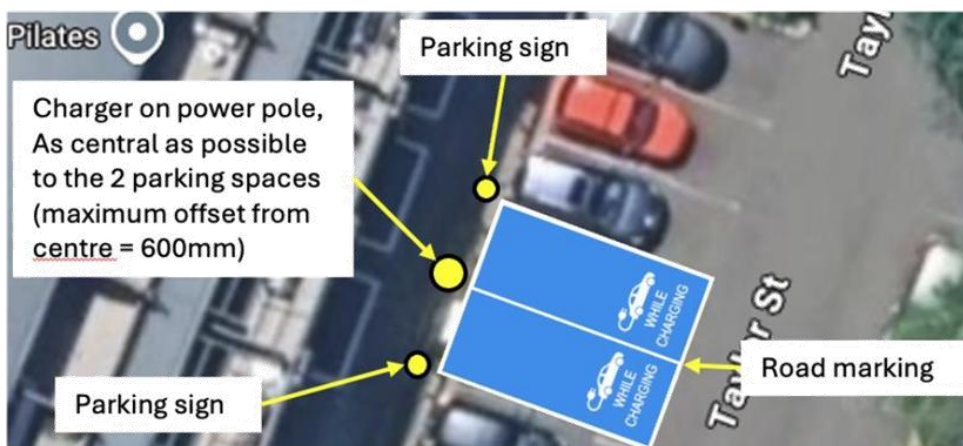 Pilates
Parking sign
Charger on power pole,
As central as possible
to the 2 parking spaces
(maximum offset from
centre = 600mm)
WHILE
CHARGING
WHILE
CHARGING
Parking sign
Road marking
Taylor St
Tayl